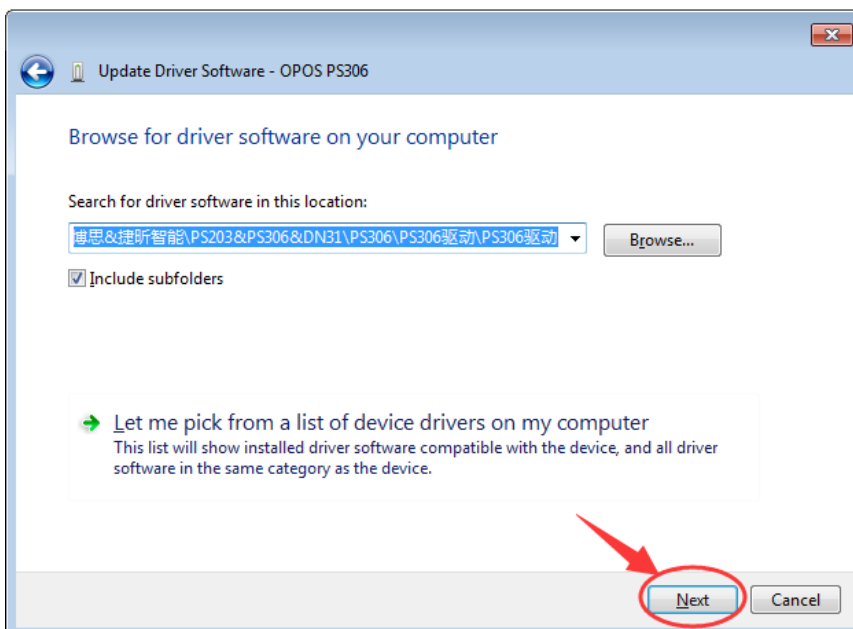 Update Driver Software - OPOS PS306
Browse for driver software on your computer
Search for driver software in this location:
博思&捷昕智能\PS203&PS306&DN31\PS306\PS306驱动\PS306驱动
Browse...
Include subfolders
Let me pick from a list of device drivers on my computer
This list will show installed driver software compatible with the device, and all driver
software in the same category as the device.
Next
Cancel